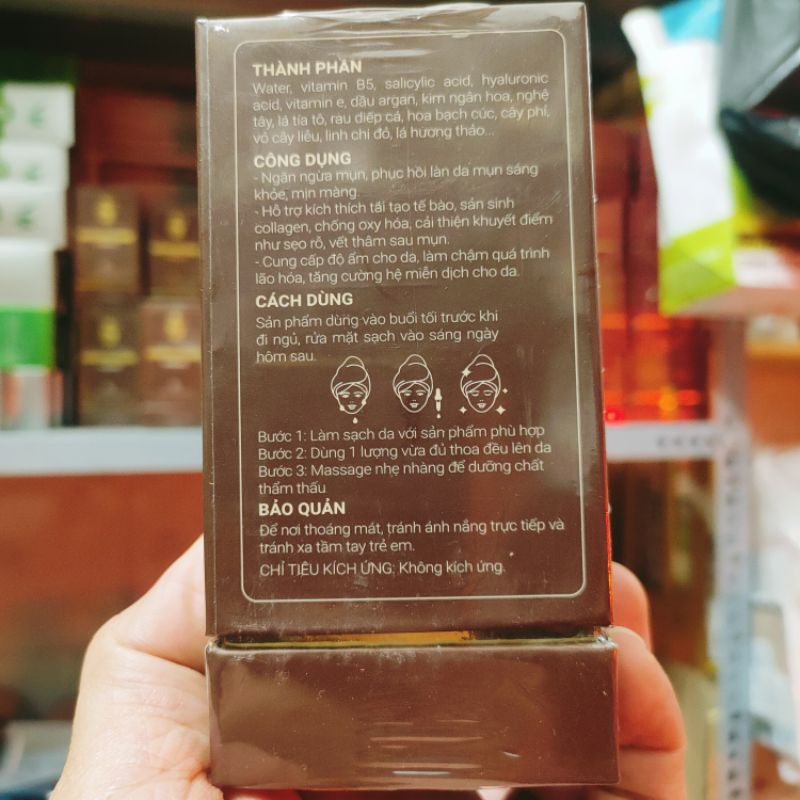 THÀNH PHẦN
Water, vitamin B5, salicylic acid, hyaluronic
acid, vitamin e, dầu argan, kim ngân hoa, nghệ
tây, lá tía tô, rau diếp cá, hoa bạch cúc, cây phỉ,
vỏ cây liễu, linh chi đỏ, lá hương thảo...
CÔNG DỤNG
- Ngăn ngừa mụn, phục hồi làn da mụn sáng
khỏe, mịn màng.
- Hỗ trợ kích thích tái tạo tế bào, sản sinh
collagen, chống oxy hóa, cải thiện khuyết điểm
như sẹo rỗ, vết thâm sau mụn.
- Cung cấp độ ẩm cho da, làm chậm quá trình
lão hóa, tăng cường hệ miễn dịch cho da.
CÁCH DÙNG
Sản phẩm dùng vào buổi tối trước khi
đi ngủ, rửa mặt sạch vào sáng ngày
hôm sau.
Bước 1: Làm sạch da với sản phẩm phù hợp
Bước 2: Dùng 1 lượng vừa đủ thoa đều lên da
Bước 3: Massage nhẹ nhàng để dưỡng chất
thẩm thấu
BẢO QUẢN
Để nơi thoáng mát, tránh ánh nắng trực tiếp và
tránh xa tầm tay trẻ em.
CHỈ TIÊU KÍCH ỨNG: Không kích ứng.